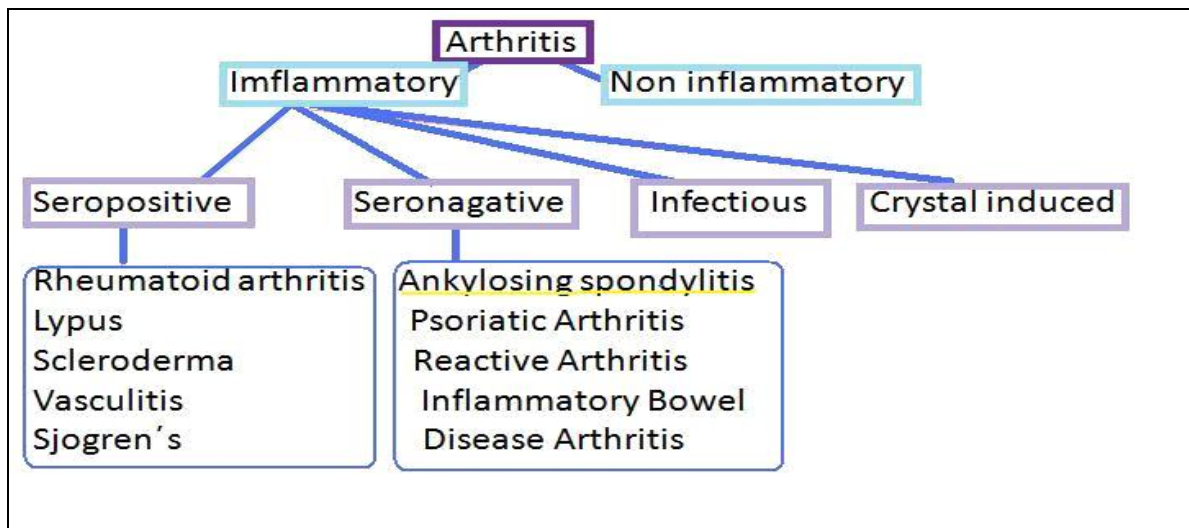 Arthritis
Imflammatory
Non inflammatory
Seropositive
Seronagative
Infectious
Crystal induced
Rheumatoid arthritis
Lypus
Scleroderma
Vasculitis
Sjogren´s
Ankylosing spondylitis
Psoriatic Arthritis
Reactive Arthritis
Inflammatory Bowel
Disease Arthritis